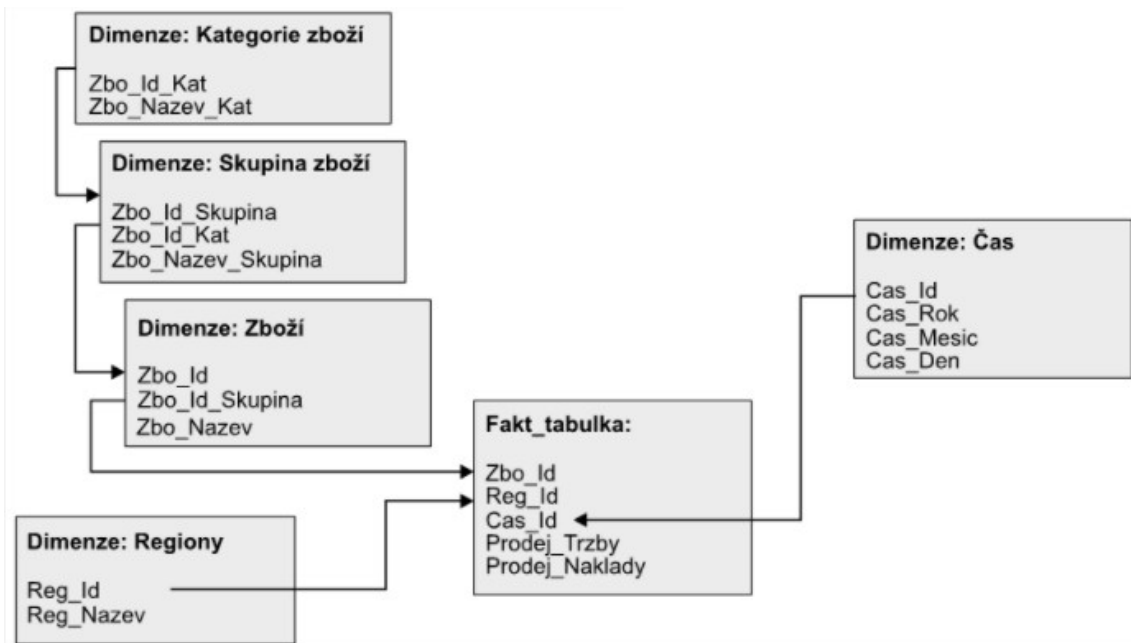 Dimenze: Kategorie zboží
Zbo_Id_Kat
Zbo_Nazev_Kat
Dimenze: Skupina zboží
Zbo_Id_Skupina
Zbo_Id_Kat
Zbo_Nazev_Skupina
Dimenze: Zboží
Zbo_Id
Zbo_Id_Skupina
Zbo_Nazev
Dimenze: Regiony
Reg_Id
Reg_Nazev
Fakt_tabulka:
Zbo_Id
Reg_Id
Cas_Id
Prodej_Trzby
Prodej_Naklady
Dimenze: Čas
Cas_Id
Cas_Rok
Cas_Mesic
Cas_Den